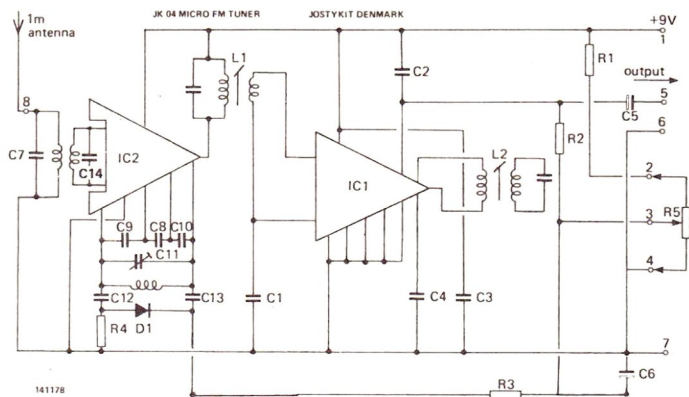 JK 04 MICRO FM TUNER
JOSTYKIT DENMARK
1m
antenna
+9V
1
L1
C2
R1
output
8
5
C5
6
R2
C7
C14
IC2
IC1
L2
2
C9
C8
C10
3
R5
C11
4
C12
C13
C1
C4
C3
R4
D1
7
C6
R3
141178